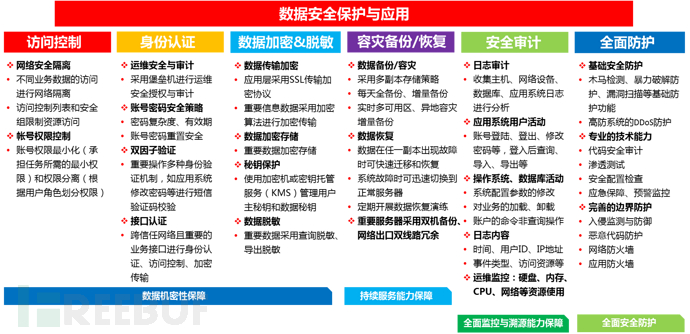 数据安全保护与应用
访问控制
网络安全隔离
不同业务数据的访问
进行网络隔离
访问控制列表和安全
组限制资源访问
帐号权限控制
账号权限最小化（承
担任务所需的最小权
限）和权限分离（根
据用户角色划分权限）
身份认证
运维安全与审计
采用堡垒机进行运维
安全授权与审计
账号密码安全策略
密码复杂度、有效期
账号密码重置安全
双因子验证
重要操作多种身份验
证机制，如应用系统
修改密码等进行短信
验证码校验
接口认证
跨信任网络且重要的
业务接口进行身份认
证、访问控制、加密
传输
数据加密&脱敏
数据传输加密
应用层采用SSL传输加
密协议
重要信息数据采用加密
算法进行加密传输
数据加密存储
重要数据加密存储
秘钥保护
使用加密机或密钥托管
服务（KMS）管理用户
主秘钥和数据秘钥
数据脱敏
重要数据采用查询脱敏、
导出脱敏
数据机密性保障
容灾备份/恢复
数据备份/容灾
采用多副本存储策略
每天全备份、增量备份
实时多可用区、异地容灾
增量备份
数据恢复
数据在任一副本出现故障
时可快速迁移和恢复
系统故障时可迅速切换到
正常服务器
定期开展数据恢复演练
重要服务器采用双机备份、
网络出口双线路冗余
持续服务能力保障
安全审计
日志审计
收集主机、网络设备、
数据库、应用系统日志
进行分析
应用系统用户活动
账号登陆、登出、修改
密码等，登入后查询、
导入、导出等
操作系统、数据库活动
系统配置参数的修改
对业务的加载、卸载
账户的命令非查询操作
日志内容
时间、用户ID、IP地址
事件类型、访问资源等
运维监控：硬盘、内存、
CPU、网络等资源使用
全面监控与溯源能力保障
全面防护
基础安全防护
木马检测、暴力破解防
护、漏洞扫描等基础防
护功能
高防系统的DDoS防护
专业的技术能力
代码安全审计
渗透测试
安全配置检查
应急保障、预警监控
完善的边界防护
入侵监测与防御
恶意代码防护
网络防火墙
应用防火墙
全面安全防护
FREEBUF